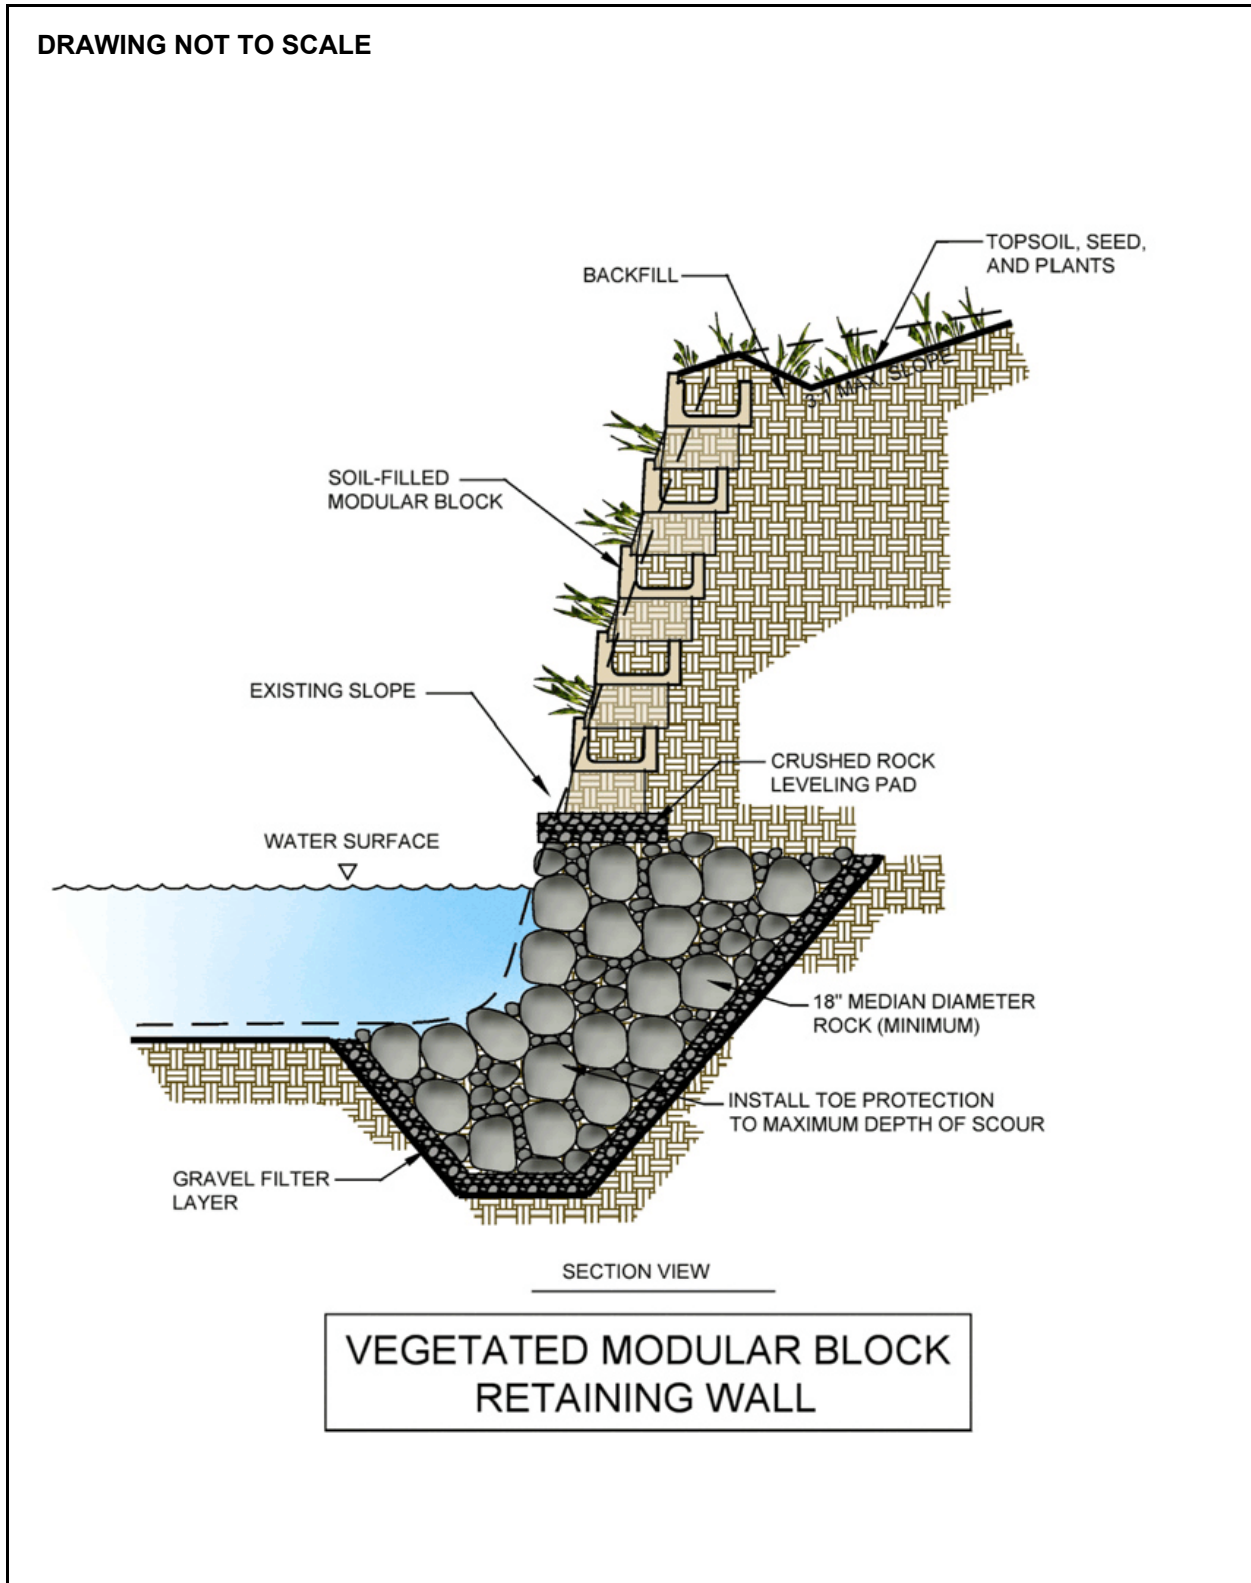 DRAWING NOT TO SCALE
TOPSOIL, SEED,
AND PLANTS
BACKFILL
3:1 MAX. SLOPE
SOIL-FILLED
MODULAR BLOCK
EXISTING SLOPE
CRUSHED ROCK
LEVELING PAD
WATER SURFACE
18" MEDIAN DIAMETER
ROCK (MINIMUM)
INSTALL TOE PROTECTION
TO MAXIMUM DEPTH OF SCOUR
GRAVEL FILTER
LAYER
SECTION VIEW
VEGETATED MODULAR BLOCK
RETAINING WALL